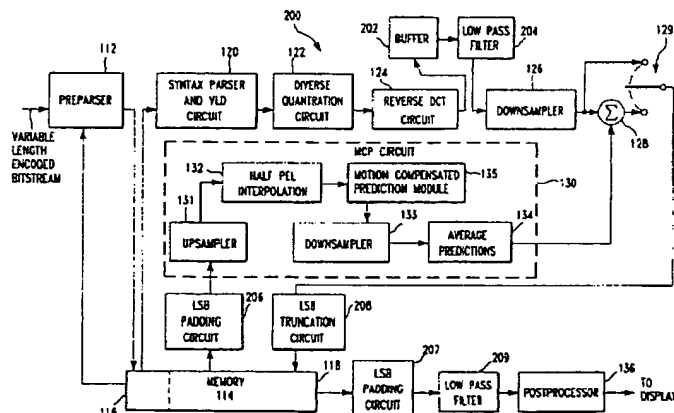 200
202
BUFFER
LOW PASS
FILTER
204
112
PREPARSER
120
SYNTAX PARSER
AND VLD
CIRCUIT
122
DIVERSE
QUANTRATION
CIRCUIT
124
REVERSE DCT
CIRCUIT
126
DOWNSAMPLER
129
Σ
128
VARIABLE
LENGTH
ENCODED
BITSTREAM
MCP CIRCUIT
132
HALF PEL
INTERPOLATION
MOTION COMPENSATED
PREDICTION MODULE
135
130
131
UPSAMPLER
133
DOWNSAMPLER
134
AVERAGE
PREDICTIONS
LSB
PADDING
CIRCUIT
206
LSB
TRUNCATION
CIRCUIT
208
116
MEMORY
114
118
LSB
PADDING
CIRCUIT
207
LOW PASS
FILTER
209
POSTPROCESSOR
136
TO
DISPLAY